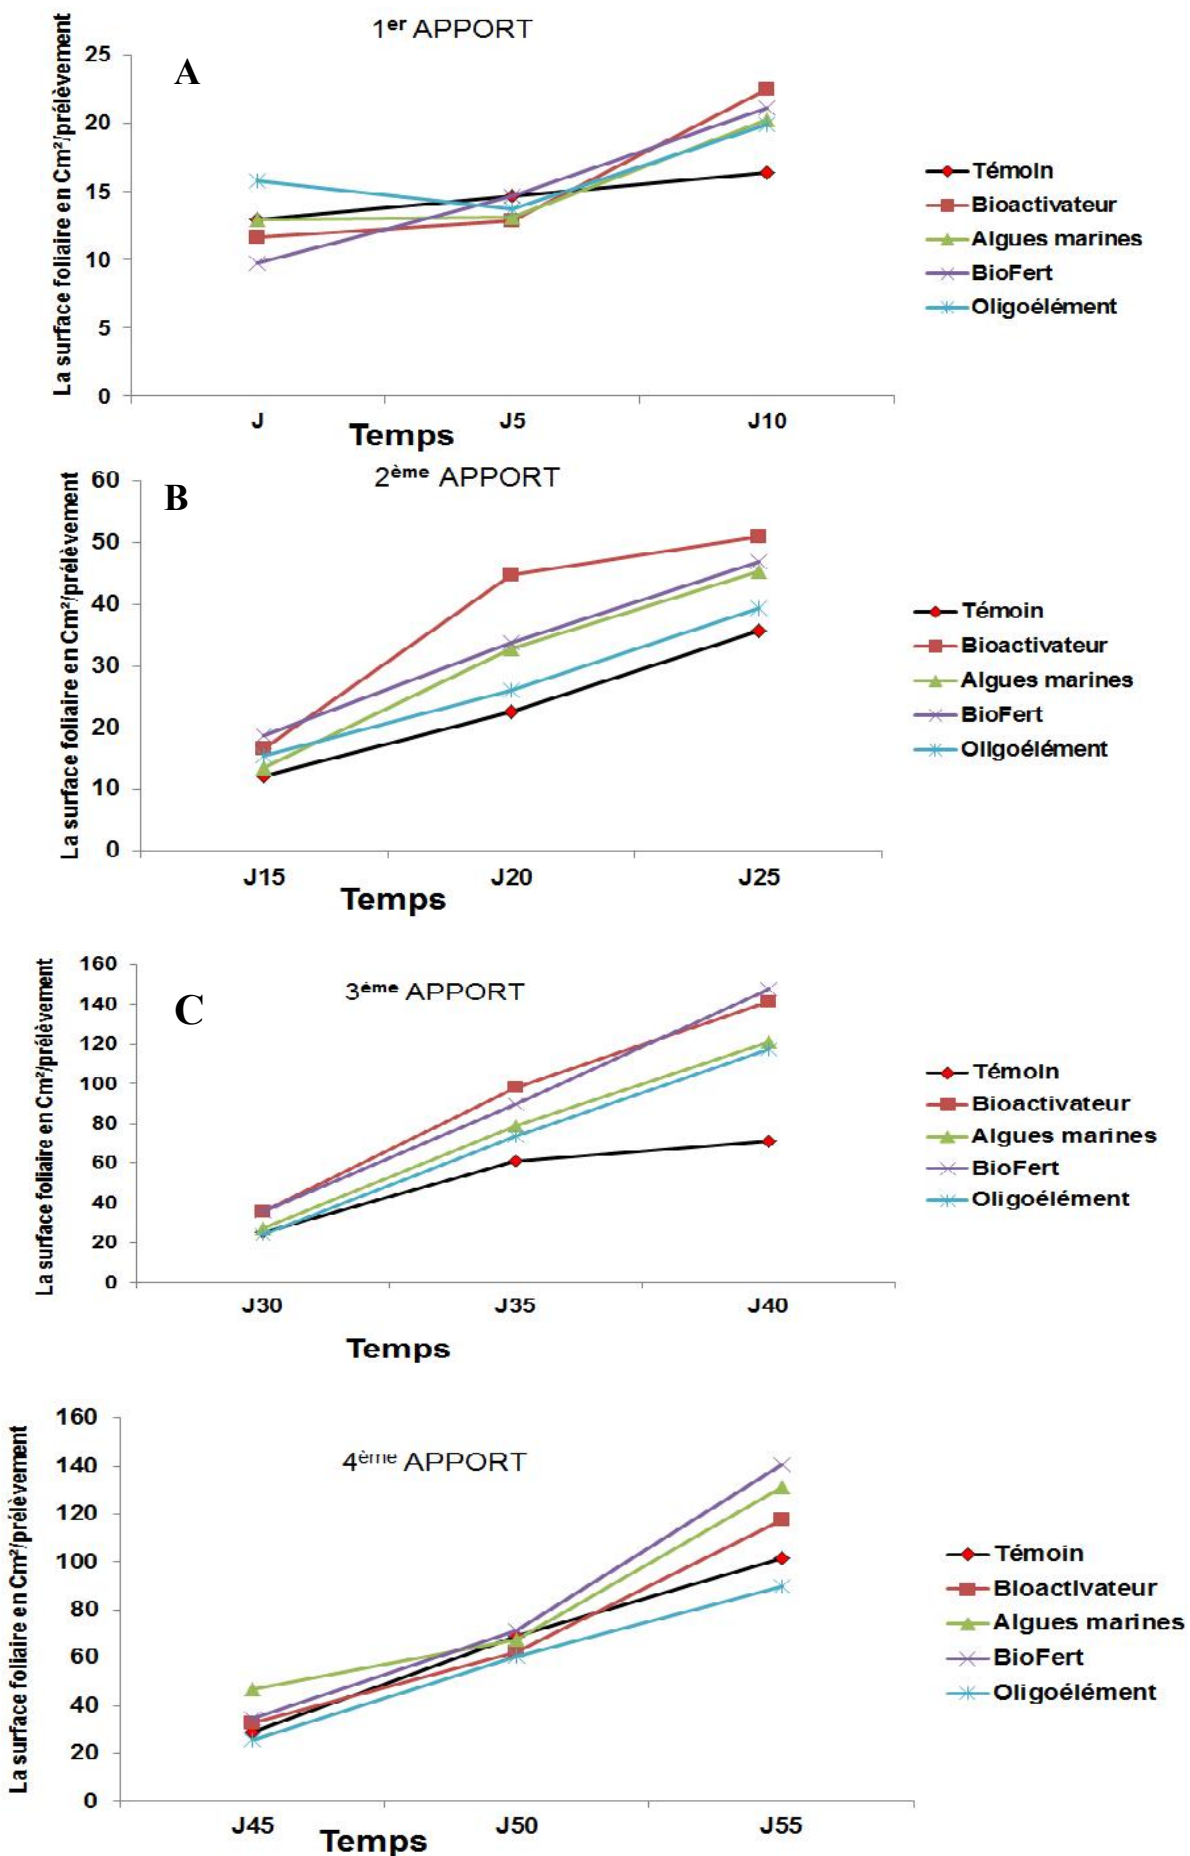 1er APPORT
A
La surface foliaire en Cm²/prélèvement
25
20
15
10
5
0
J
J5
J10
Temps
Témoin
Bioactivateur
Algues marines
BioFert
Oligoélément
2ème APPORT
B
La surface foliaire en Cm²/prélèvement
60
50
40
30
20
10
0
J15
J20
J25
Temps
Témoin
Bioactivateur
Algues marines
BioFert
Oligoélément
3ème APPORT
C
La surface foliaire en Cm²/prélèvement
160
140
120
100
80
60
40
20
0
J30
J35
J40
Temps
Témoin
Bioactivateur
Algues marines
BioFert
Oligoélément
4ème APPORT
La surface foliaire en Cm²/prélèvement
160
140
120
100
80
60
40
20
0
J45
J50
J55
Temps
Témoin
Bioactivateur
Algues marines
BioFert
Oligoélément